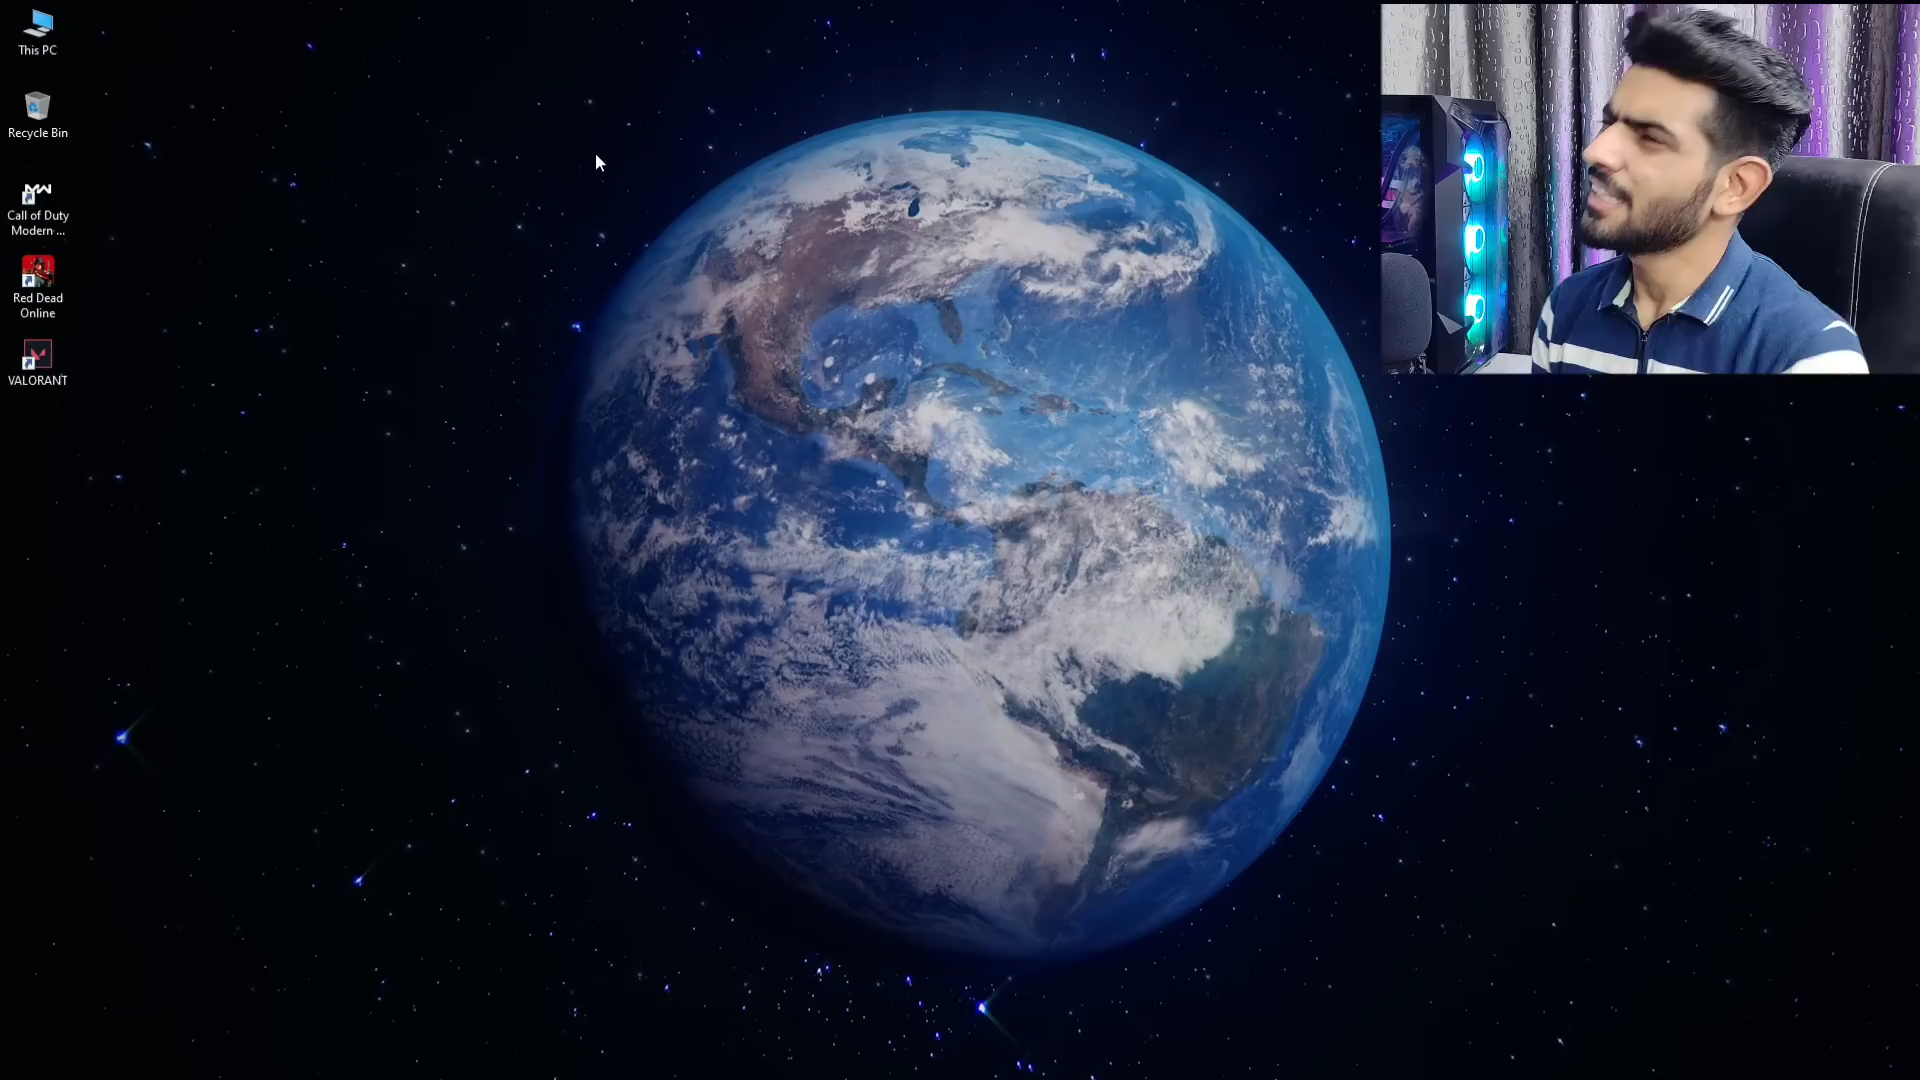 This PC
Recycle Bin
Call of Duty
Modern ...
Red Dead
Online
VALORANT